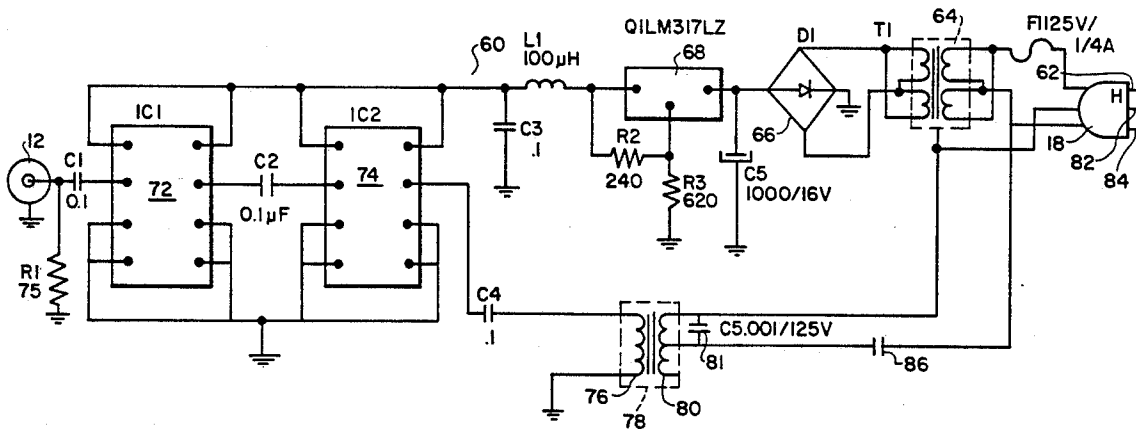 60
L1
100µH
Q1LM317LZ
68
D1
T1
64
F1125V/
1/4A
62
H
18
82
84
12
C1
0.1
IC1
72
C2
0.1µF
IC2
74
C3
.1
R2
240
R3
620
C5
1000/16V
66
R1
75
C4
.1
C5.001/125V
81
86
76
78
80